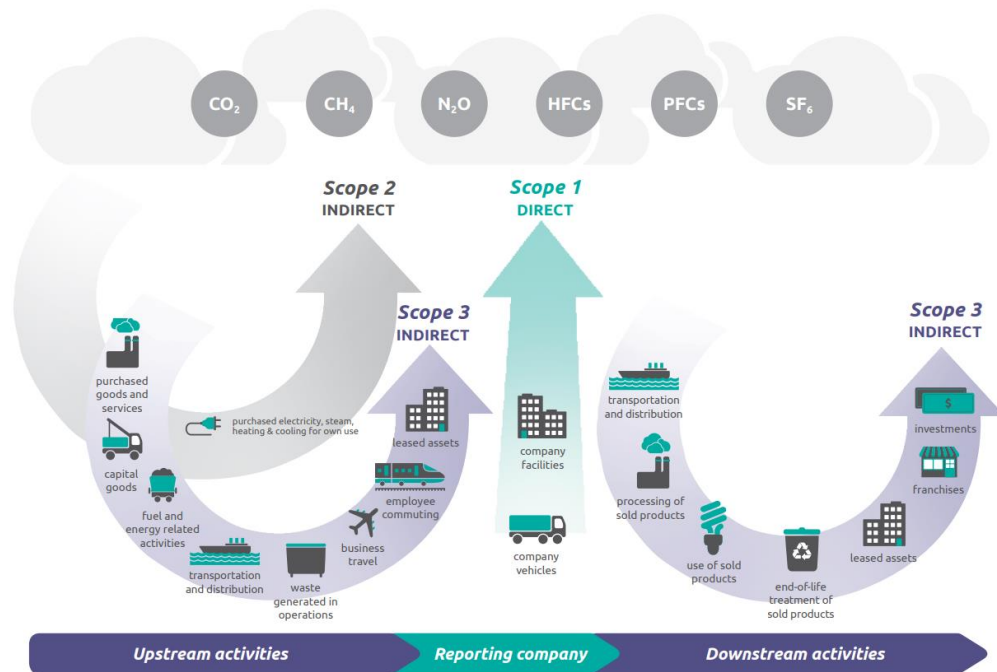 CO₂
CH₄
N₂O
HFCs
PFCs
SF₆
Scope 2
INDIRECT
Scope 1
DIRECT
Scope 3
INDIRECT
Scope 3
INDIRECT
purchased
goods and
services
capital
goods
fuel and
energy related
activities
transportation
and distribution
waste
generated in
operations
business
travel
employee
commuting
leased assets
purchased electricity, steam,
heating & cooling for own use
company
facilities
company
vehicles
transportation
and distribution
processing of
sold products
use of sold
products
end-of-life
treatment of
sold products
leased assets
franchises
$
investments
Upstream activities
Reporting company
Downstream activities